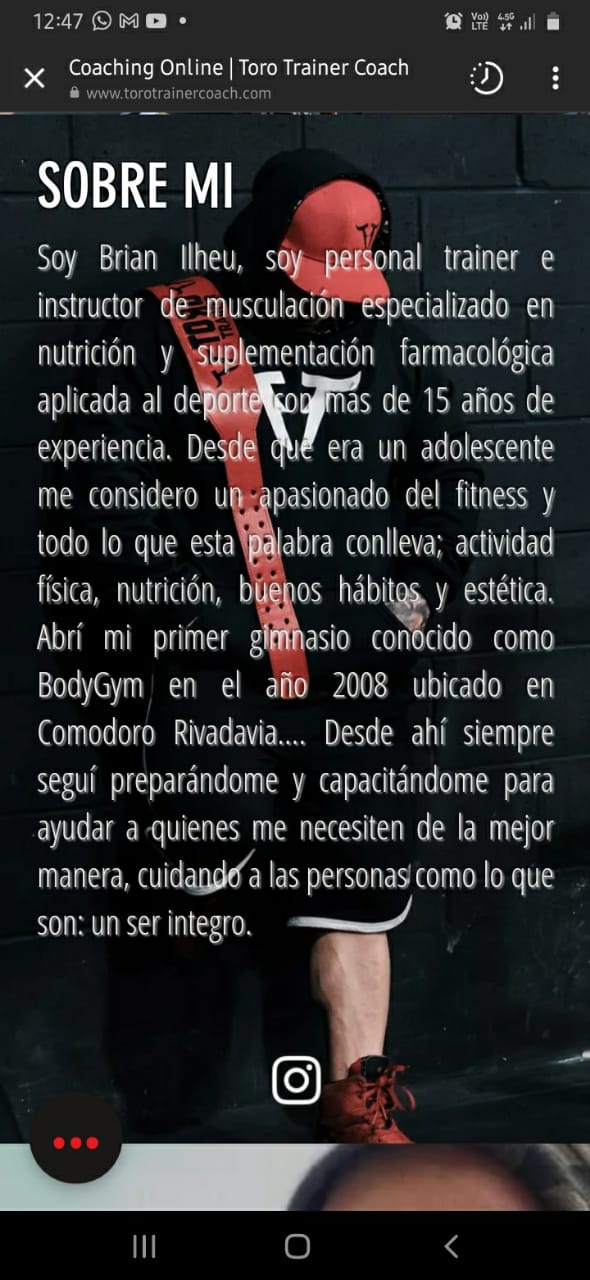 12:47
Vo)) LTE 4.5G
Coaching Online | Toro Trainer Coach
www.torotrainercoach.com
SOBRE MI
Soy Brian Ilheu, soy personal trainer e
instructor de musculación especializado en
nutrición y suplementación farmacológica
aplicada al deporte con mas de 15 años de
experiencia. Desde que era un adolescente
me considero un apasionado del fitness y
todo lo que esta palabra conlleva; actividad
física, nutrición, buenos hábitos y estética.
Abrí mi primer gimnasio conocido como
BodyGym en el año 2008 ubicado en
Comodoro Rivadavia.... Desde ahí siempre
seguí preparándome y capacitándome para
ayudar a quienes me necesiten de la mejor
manera, cuidando a las personas como lo que
son: un ser integro.